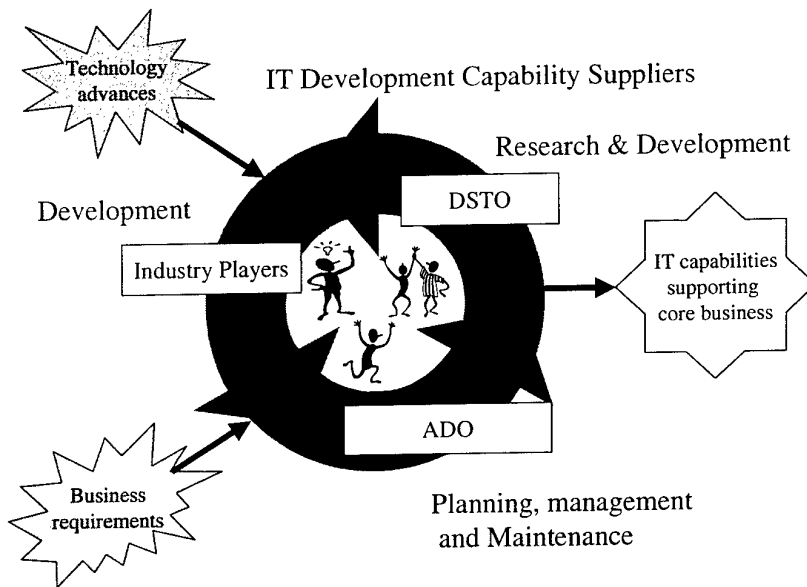 Technology
advances
IT Development Capability Suppliers
Research & Development
DSTO
Development
Industry Players
IT capabilities
supporting
core business
ADO
Business
requirements
Planning, management
and Maintenance